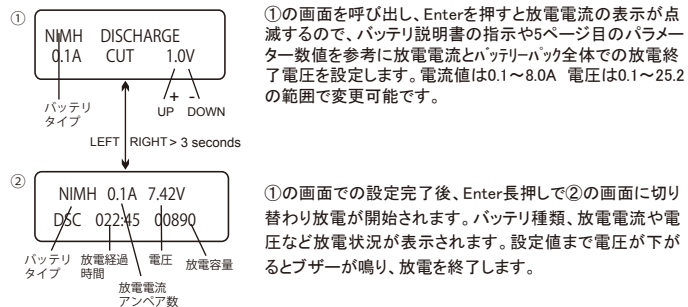 ①
NIMH DISCHARGE
0.1A CUT 1.0V
バッテリ
タイプ
+ -
UP DOWN
LEFT RIGHT > 3 seconds
①の画面を呼び出し、Enterを押すと放電電流の表示が点
滅するので、バッテリ説明書の指示や5ページ目のパラメー
ター数値を参考に放電電流とバッテリーパック全体での放電終
了電圧を設定します。電流値は0.1～8.0A 電圧は0.1～25.2
の範囲で変更可能です。
②
NIMH 0.1A 7.42V
DSC 022:45 00890
バッテリ
タイプ
放電経過
時間
電圧
放電容量
放電電流
アンペア数
①の画面での設定完了後、Enter長押しで②の画面に切り
替わり放電が開始されます。バッテリ種類、放電電流や電
圧など放電状況が表示されます。設定値まで電圧が下が
るとブザーが鳴り、放電を終了します。